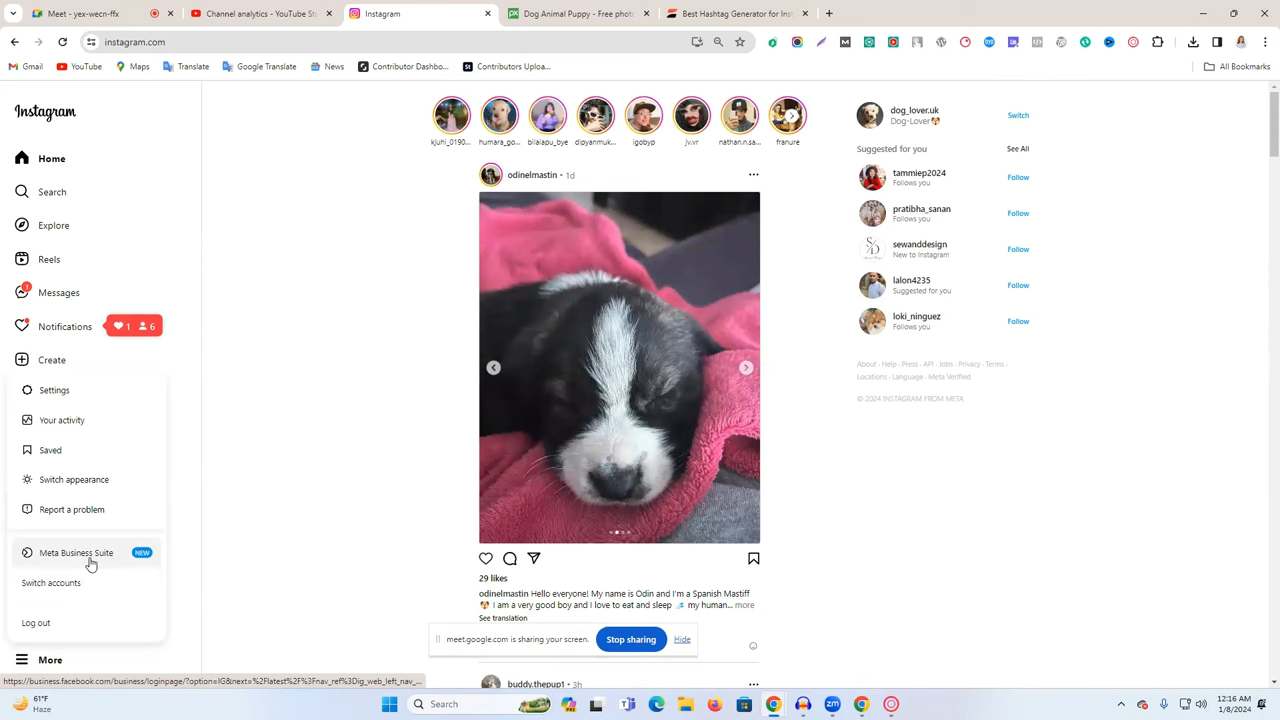 Analytics - YouTube St
Instagram
Dog Animal Puppy - Free photo
Best Hashtag Generator for
instagram.com
Gmail
YouTube
Maps
Translate
Google Translate
News
Contributor Dashbo...
Contributors Uploa...
All Bookmarks
Instagram
kjuhi_0190...
humara_go...
bilalaipu_bye
dipyanmuk...
igobyp
jv.vr
nathan.n.sa...
franure
dog_lover.uk
Dog-Lover🐶
Switch
Home
Search
Explore
Reels
1
Messages
Notifications
1 6
Create
Settings
Your activity
Saved
Switch appearance
Report a problem
Meta Business Suite NEW
Switch accounts
Log out
More
odinelmastin • 1d
29 likes
odinelmastin Hello everyone! My name is Odin and I'm a Spanish Mastiff
🐶 I am a very good boy and I love to eat and sleep 💤 my human... more
See translation
meet.google.com is sharing your screen.
Stop sharing
Hide
buddy.thepup1 • 3h
Suggested for you
See All
tammiep2024
Follows you
Follow
pratibha_sanan
Follows you
Follow
sewanddesign
New to Instagram
Follow
lalon4235
Suggested for you
Follow
loki_ninguez
Follows you
Follow
About · Help · Press · API · Jobs · Privacy · Terms ·
Locations · Language · Meta Verified
© 2024 INSTAGRAM FROM META
https://business.facebook.com/business/loginpage/?option=IG&next=%2Flatest%2F%3Fnav_ref%3Dig_web_left_nav_...
61°F
Haze
Search
12:16 AM
1/8/2024